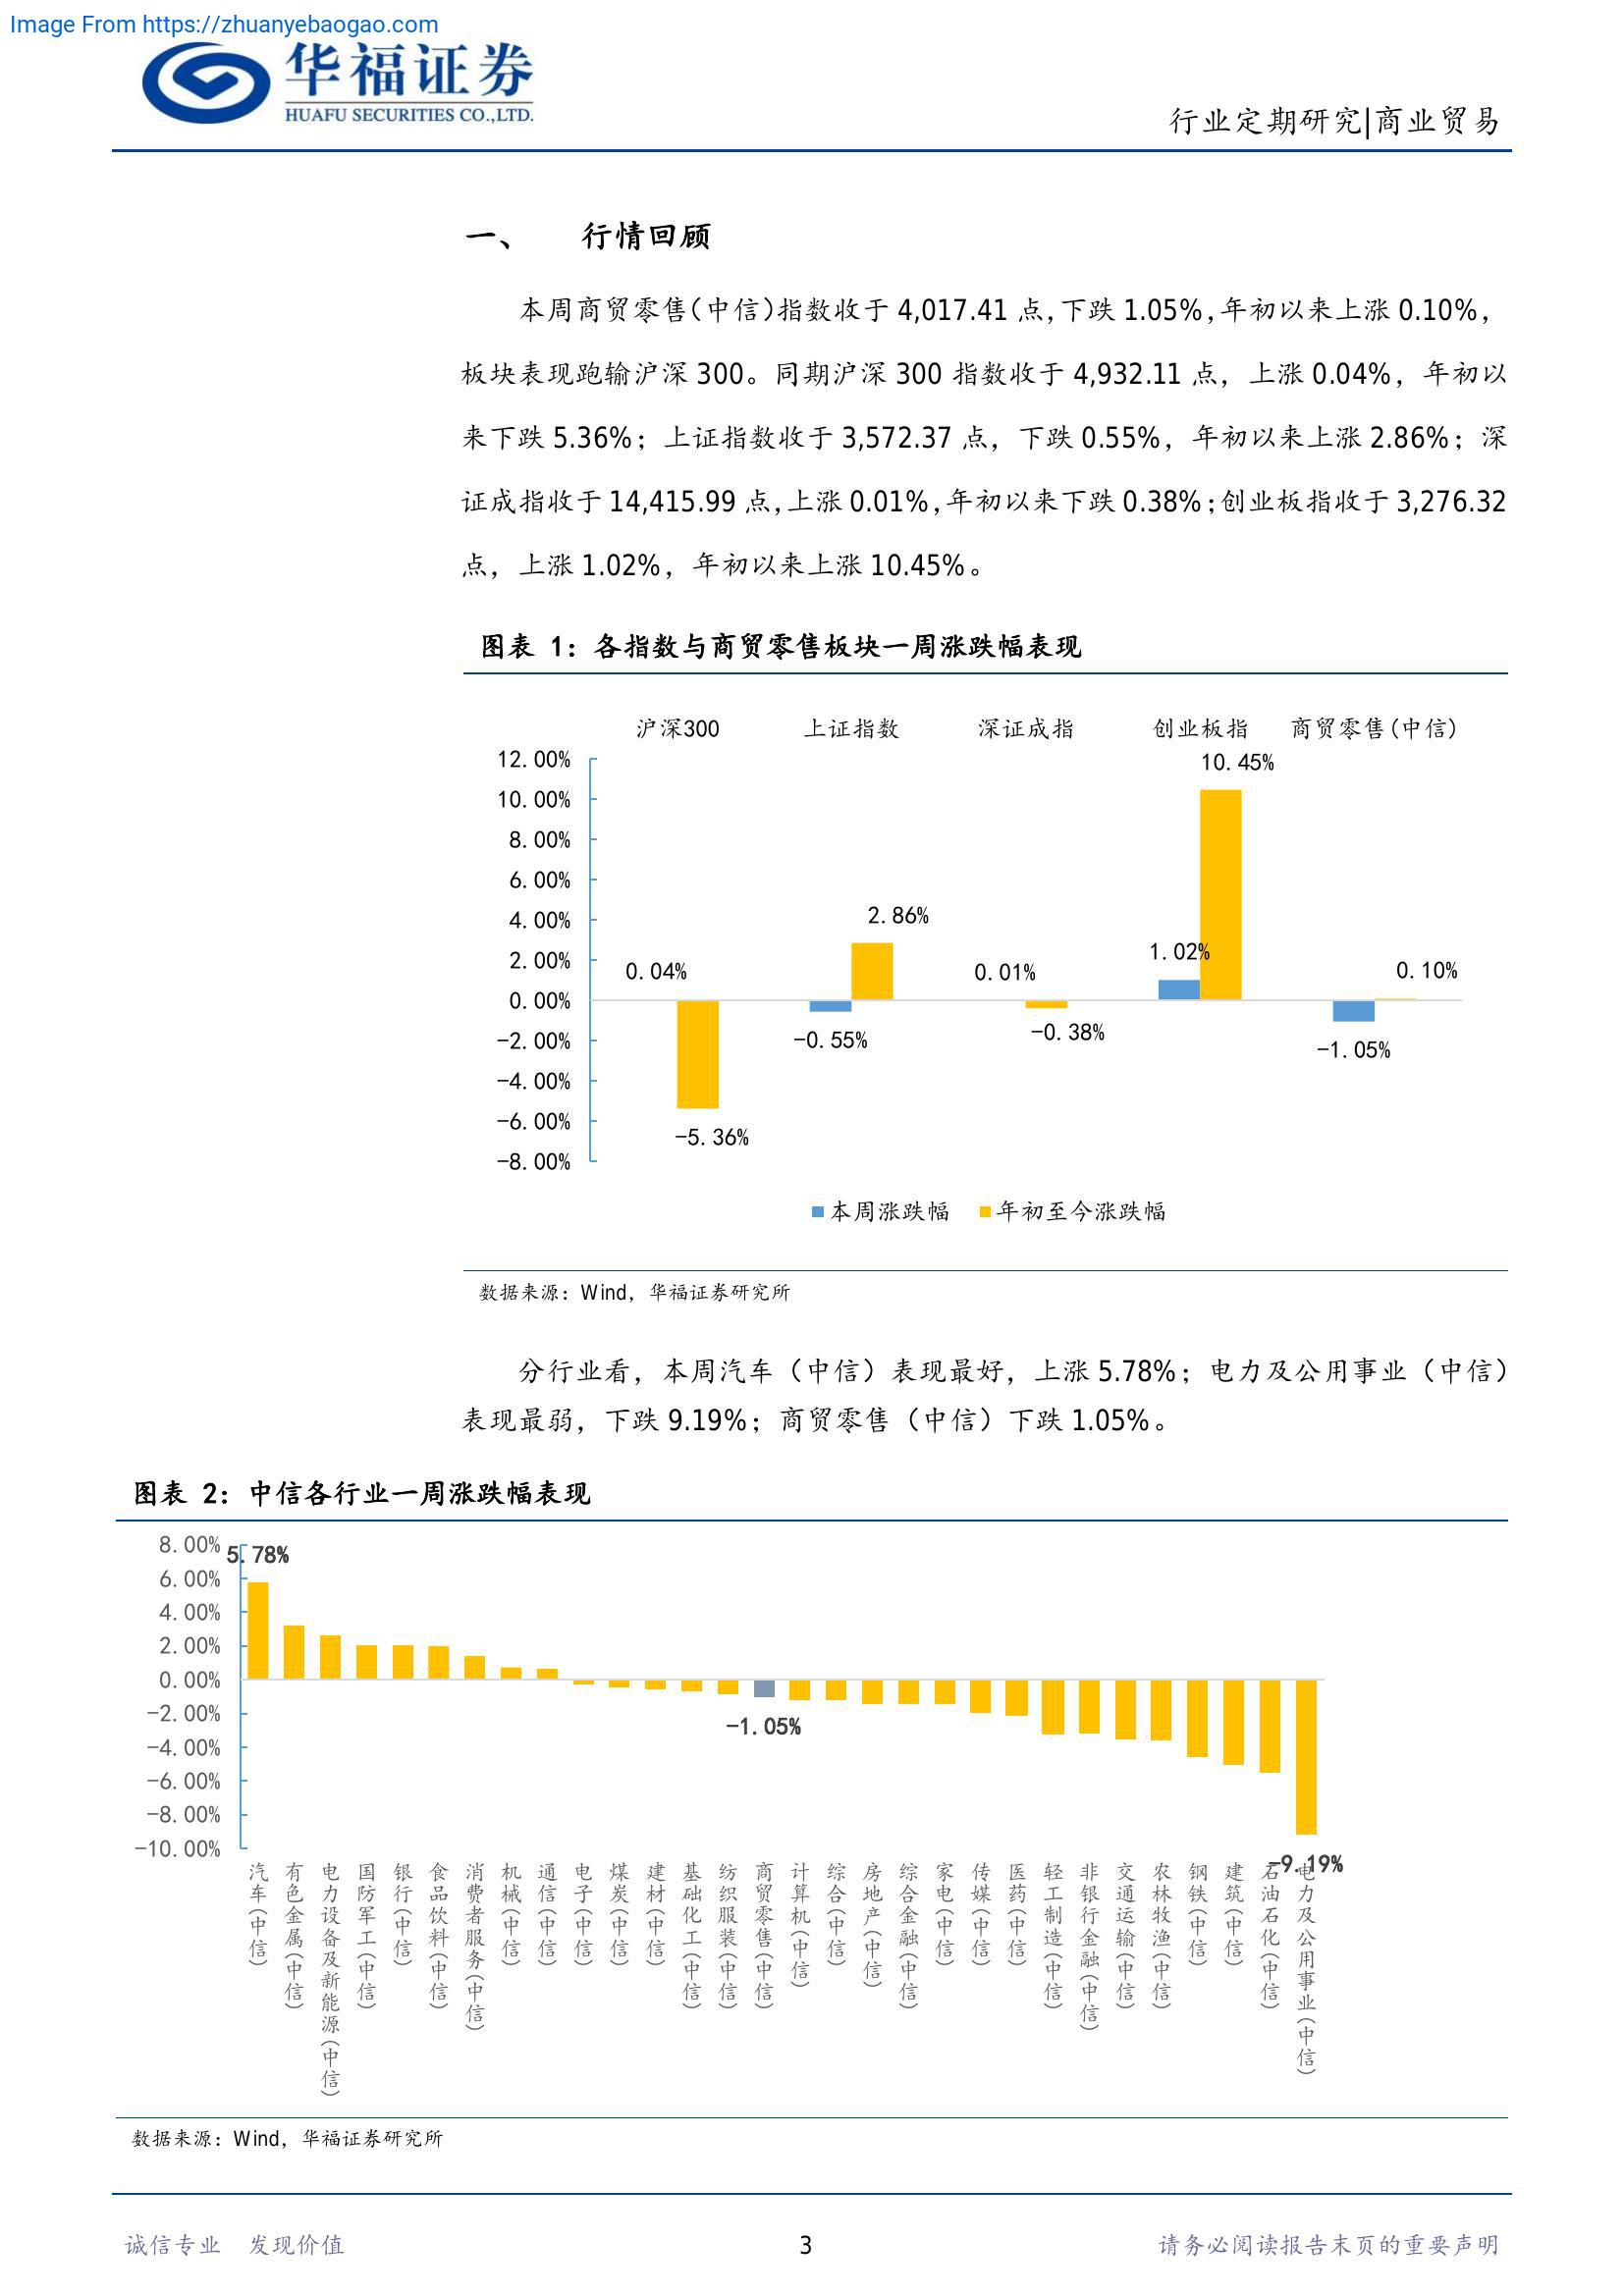 Image From https://zhuanyebaogao.com
华福证券
HUAFU SECURITIES CO.,LTD.
行业定期研究|商业贸易
一、 行情回顾
本周商贸零售(中信)指数收于 4,017.41 点,下跌 1.05%,年初以来上涨 0.10%,
板块表现跑输沪深 300。同期沪深 300 指数收于 4,932.11 点，上涨 0.04%，年初以
来下跌 5.36%；上证指数收于 3,572.37 点，下跌 0.55%，年初以来上涨 2.86%；深
证成指收于 14,415.99 点,上涨 0.01%,年初以来下跌 0.38%;创业板指收于 3,276.32
点，上涨 1.02%，年初以来上涨 10.45%。
图表 1：各指数与商贸零售板块一周涨跌幅表现
沪深300 上证指数 深证成指 创业板指 商贸零售(中信)
12.00%
10.00%
8.00%
6.00%
4.00%
2.00%
0.00%
-2.00%
-4.00%
-6.00%
-8.00%
0.04%
-5.36%
-0.55%
2.86%
0.01%
-0.38%
1.02%
10.45%
-1.05%
0.10%
本周涨跌幅 年初至今涨跌幅
数据来源：Wind，华福证券研究所
分行业看，本周汽车（中信）表现最好，上涨 5.78%；电力及公用事业（中信）
表现最弱，下跌 9.19%；商贸零售（中信）下跌 1.05%。
图表 2：中信各行业一周涨跌幅表现
8.00%
6.00%
4.00%
2.00%
0.00%
-2.00%
-4.00%
-6.00%
-8.00%
-10.00%
5.78%
-1.05%
-9.19%
汽车(中信)
有色金属(中信)
电力设备及新能源(中信)
国防军工(中信)
银行(中信)
食品饮料(中信)
消费者服务(中信)
机械(中信)
通信(中信)
电子(中信)
煤炭(中信)
建材(中信)
基础化工(中信)
纺织服装(中信)
商贸零售(中信)
计算机(中信)
综合(中信)
房地产(中信)
综合金融(中信)
家电(中信)
传媒(中信)
医药(中信)
轻工制造(中信)
非银行金融(中信)
交通运输(中信)
农林牧渔(中信)
钢铁(中信)
建筑(中信)
石油石化(中信)
电力及公用事业(中信)
数据来源：Wind，华福证券研究所
诚信专业 发现价值
3
请务必阅读报告末页的重要声明